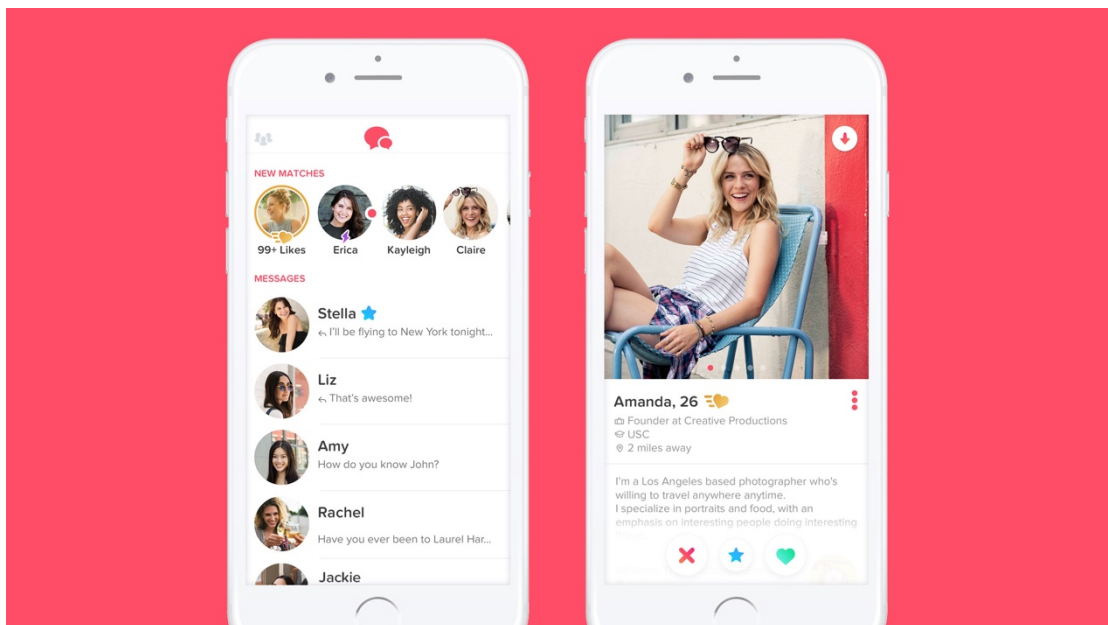 NEW MATCHES
99+ Likes
Erica
Kayleigh
Claire
MESSAGES
Stella
I'll be flying to New York tonight...
Liz
That's awesome!
Amy
How do you know John?
Rachel
Have you ever been to Laurel Har...
Jackie
Amanda, 26
Founder at Creative Productions
USC
2 miles away
I'm a Los Angeles based photographer who's
willing to travel anywhere anytime.
I specialize in portraits and food, with an
emphasis on interesting people doing interesting